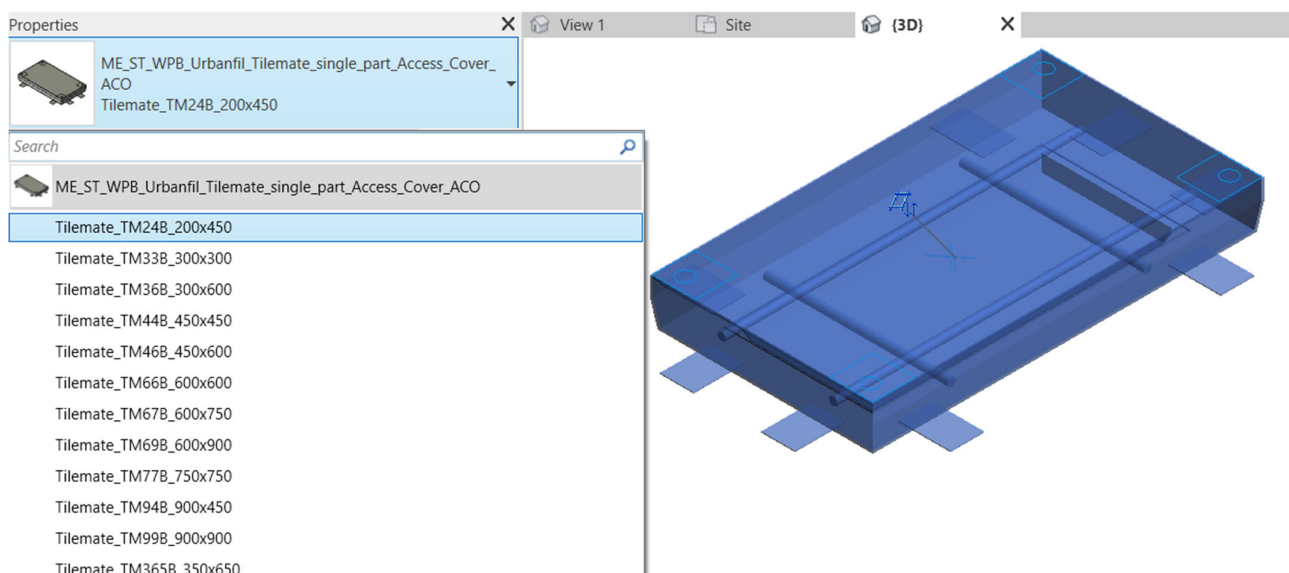 Properties
View 1
Site
{3D}
ME_ST_WPB_Urbanfil_Tilemate_single_part_Access_Cover_
ACO
Tilemate_TM24B_200x450
Search
ME_ST_WPB_Urbanfil_Tilemate_single_part_Access_Cover_ACO
Tilemate_TM24B_200x450
Tilemate_TM33B_300x300
Tilemate_TM36B_300x600
Tilemate_TM44B_450x450
Tilemate_TM46B_450x600
Tilemate_TM66B_600x600
Tilemate_TM67B_600x750
Tilemate_TM69B_600x900
Tilemate_TM77B_750x750
Tilemate_TM94B_900x450
Tilemate_TM99B_900x900
Tilemate_TM365B_350x650